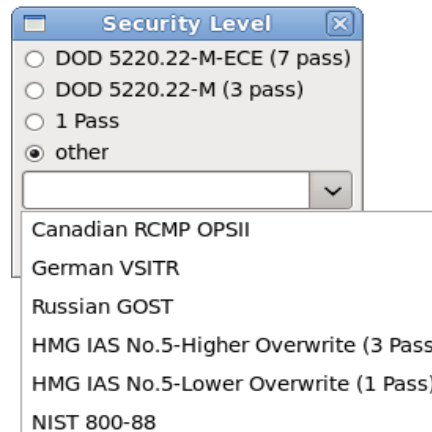 Security Level
DOD 5220.22-M-ECE (7 pass)
DOD 5220.22-M (3 pass)
1 Pass
other
Canadian RCMP OPSII
German VSITR
Russian GOST
HMG IAS No.5-Higher Overwrite (3 Pass
HMG IAS No.5-Lower Overwrite (1 Pass)
NIST 800-88